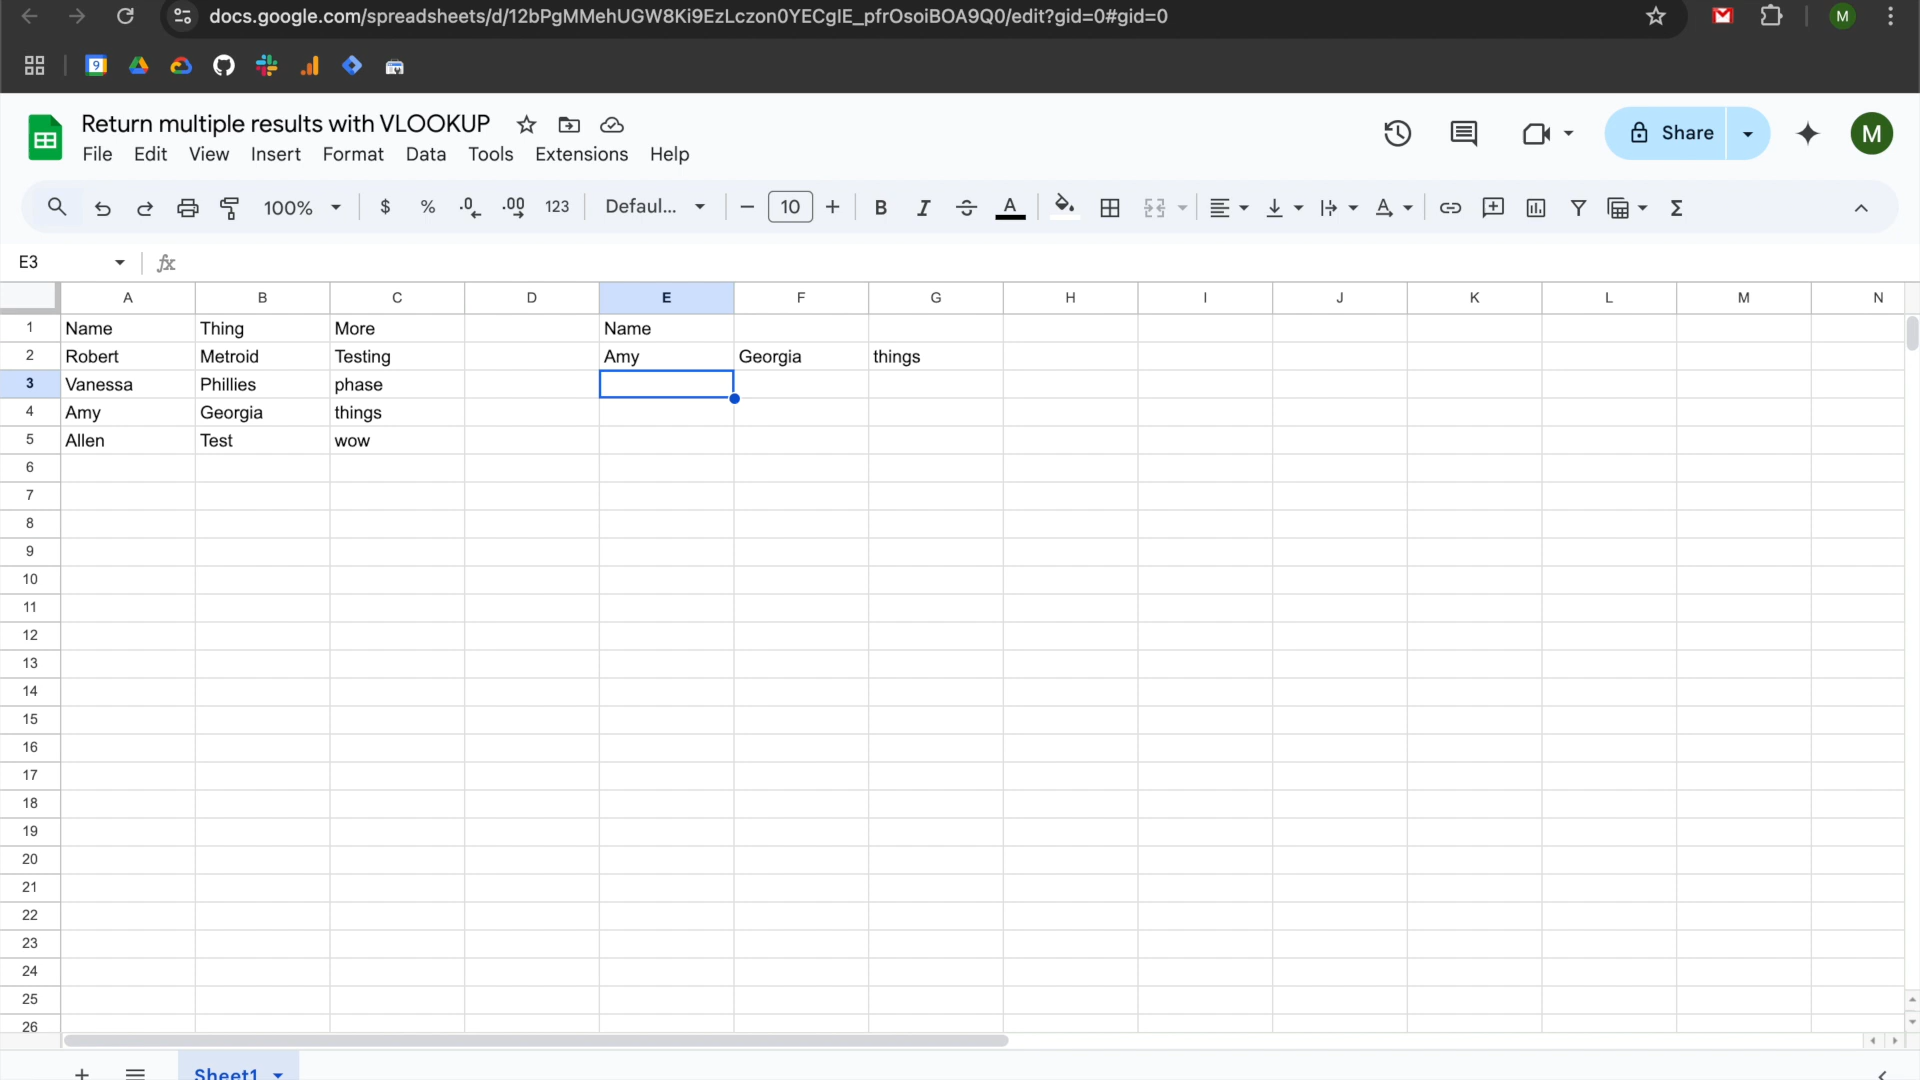 docs.google.com/spreadsheets/d/12bPgMMehUGW8Ki9EzLczon0YECgIE_pfrOsoiBOA9Q0/edit?gid=0#gid=0
M
9
Return multiple results with VLOOKUP
File Edit View Insert Format Data Tools Extensions Help
Share
M
100% $ % .0 .00 123 Defaul... 10 B I A
E3 fx
A B C D E F G H I J K L M N
1 Name Thing More Name
2 Robert Metroid Testing Amy Georgia things
3 Vanessa Phillies phase
4 Amy Georgia things
5 Allen Test wow
6
7
8
9
10
11
12
13
14
15
16
17
18
19
20
21
22
23
24
25
26
Sheet1